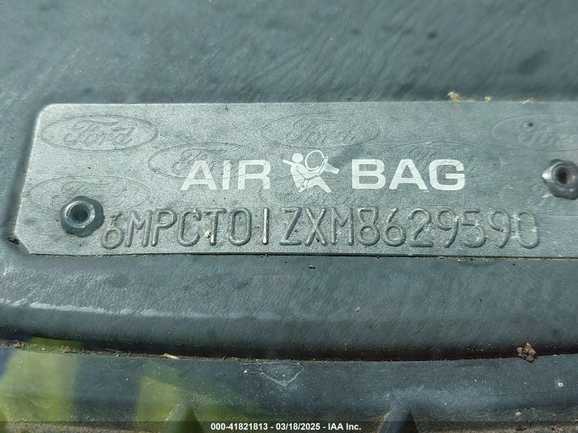 Ford Ford
Ford
AIR BAG
Ford
6MPCT01ZXM8629590
000-41821813 — 03/18/2025 — IAA Inc.